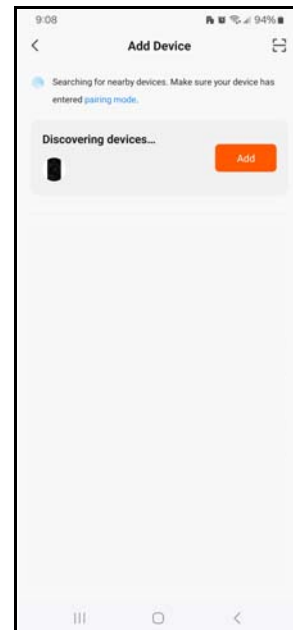 9:08
94%
Add Device
Searching for nearby devices. Make sure your device has
entered pairing mode.
Discovering devices...
Add